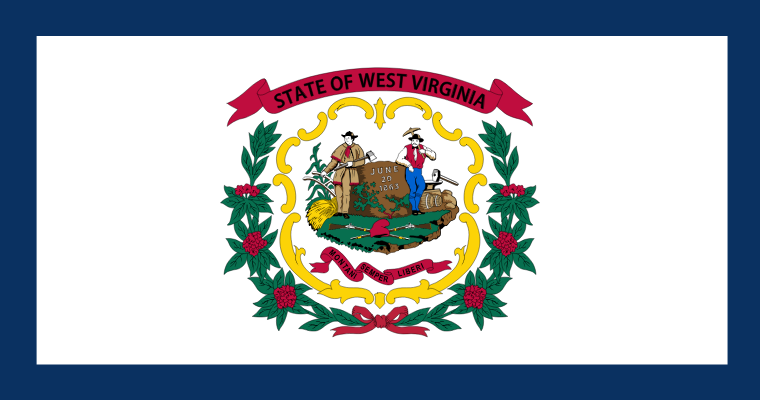 STATE OF WEST VIRGINIA
JUNE
20
1863
MONTANI SEMPER LIBERI